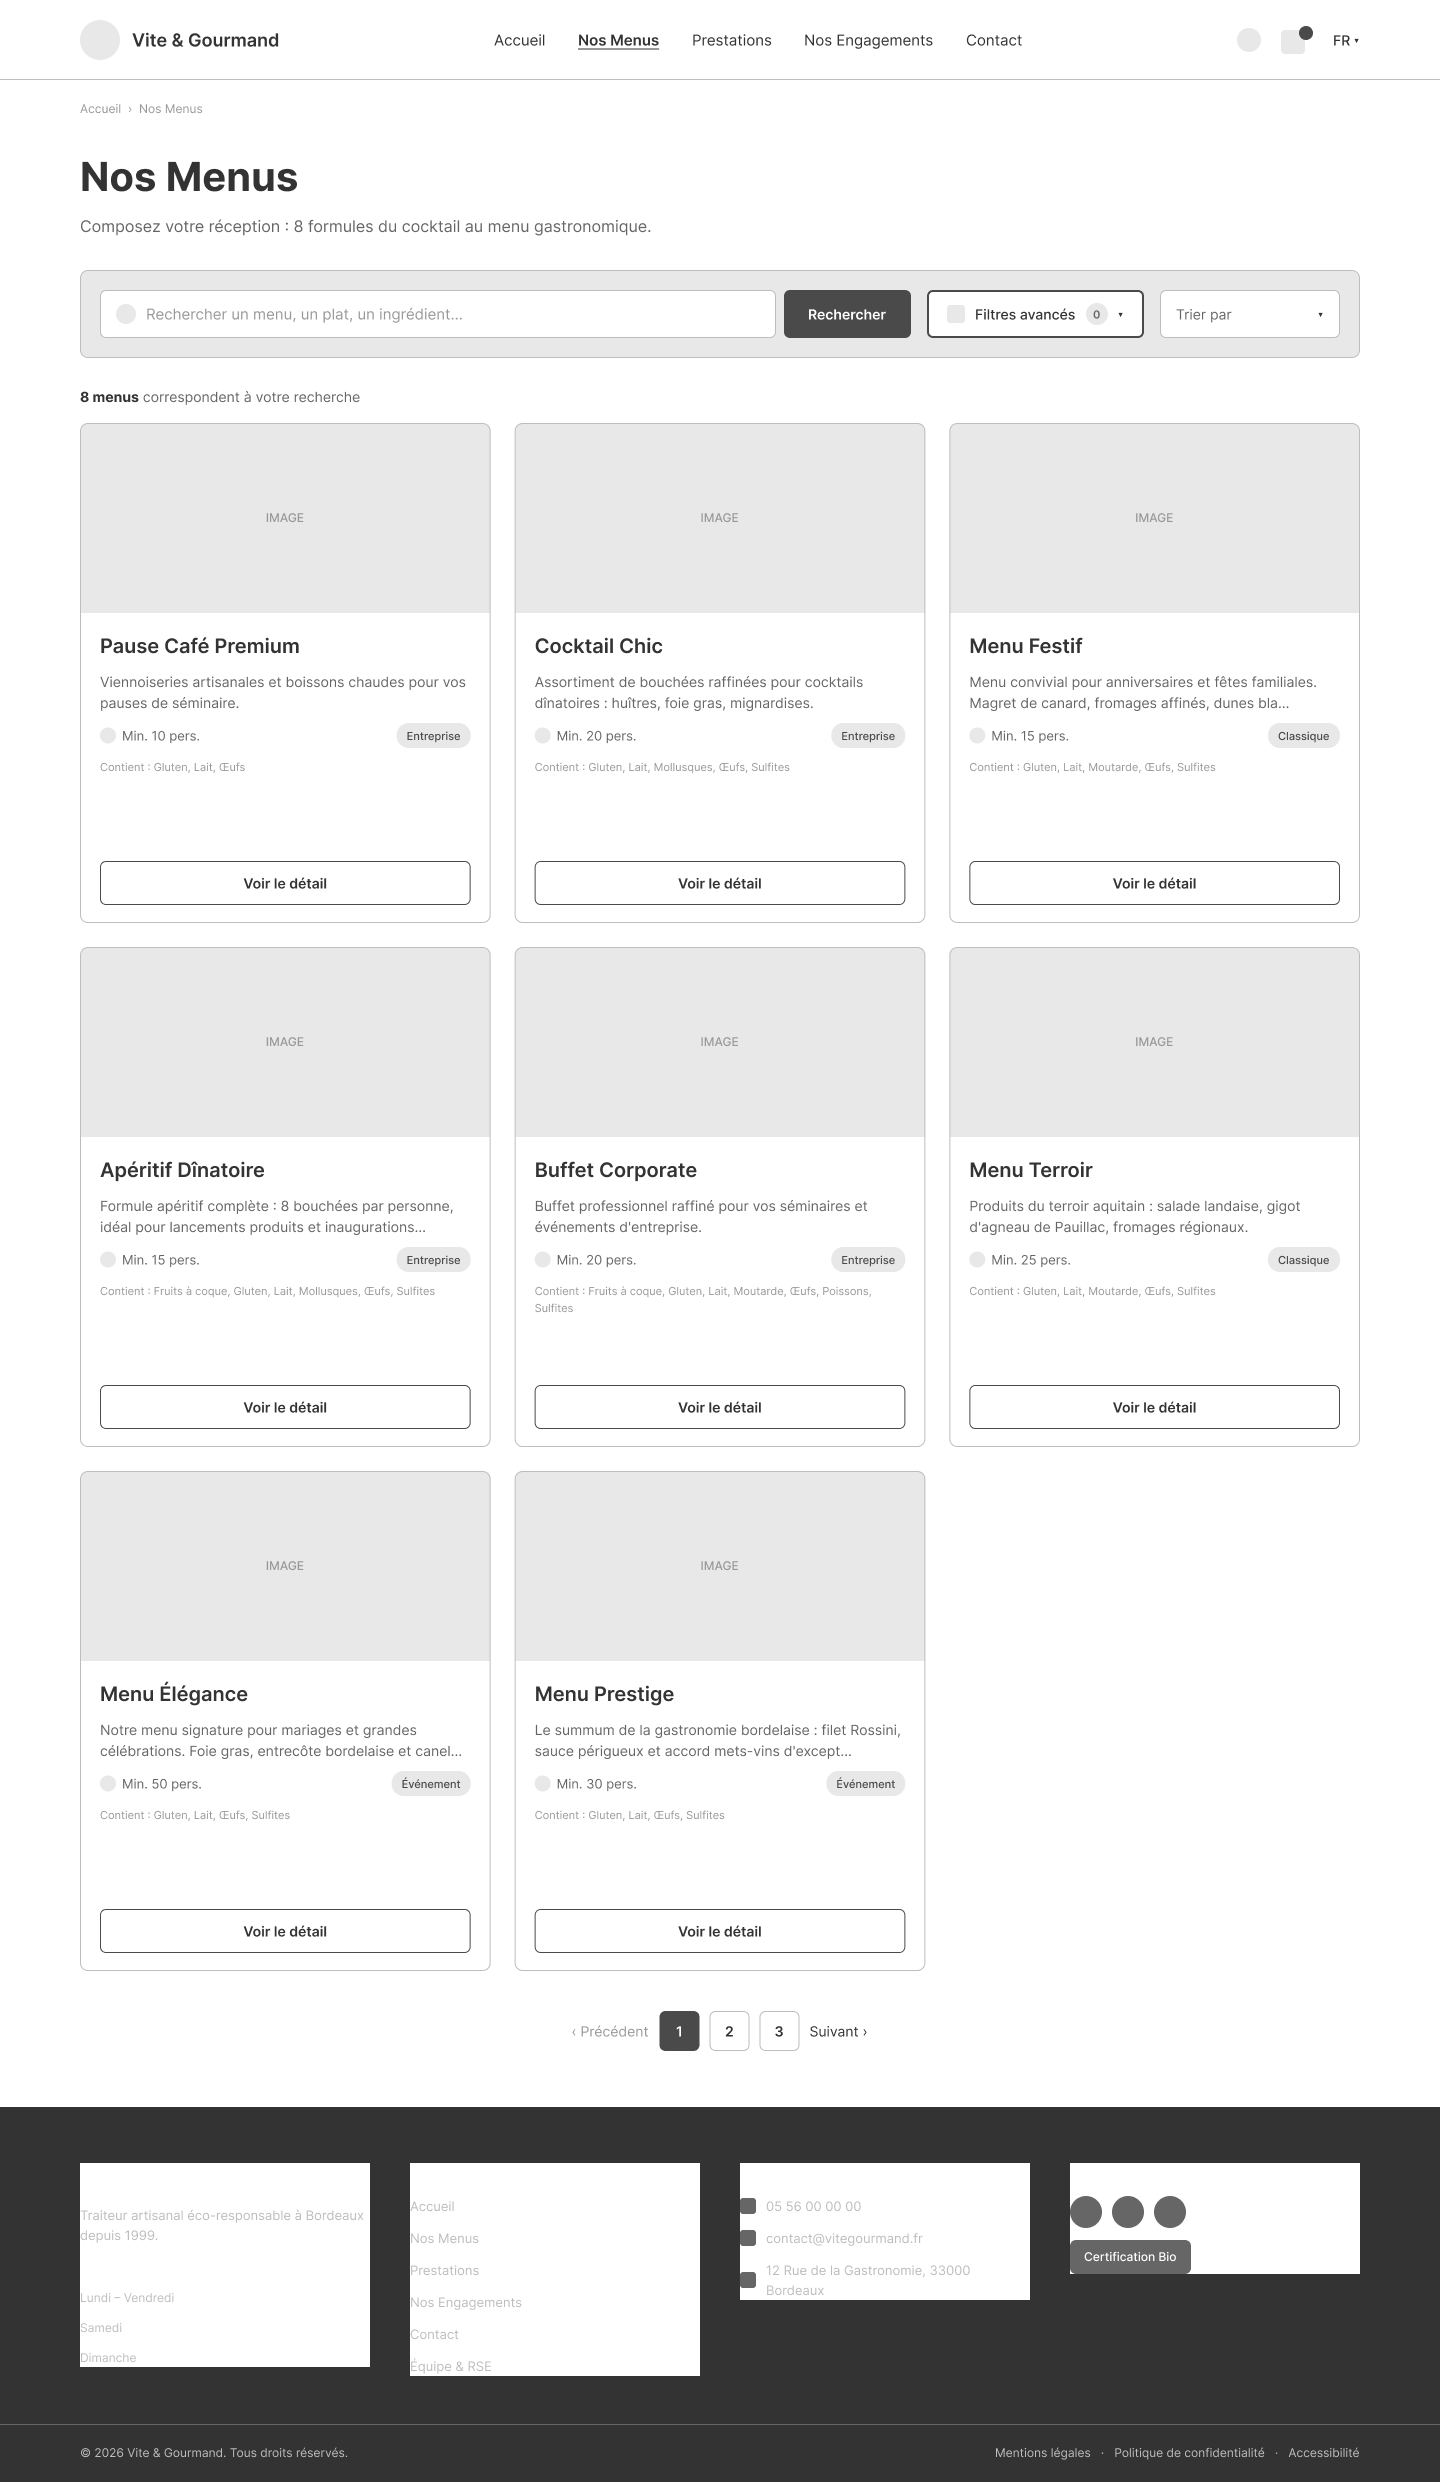 Vite & Gourmand
Accueil
Nos Menus
Prestations
Nos Engagements
Contact
FR ▾
Accueil › Nos Menus
Nos Menus
Composez votre réception : 8 formules du cocktail au menu gastronomique.
Rechercher un menu, un plat, un ingrédient...
Rechercher
Filtres avancés 0 ▾
Trier par ▾
8 menus correspondent à votre recherche
IMAGE
Pause Café Premium
Viennoiseries artisanales et boissons chaudes pour vos
pauses de séminaire.
Min. 10 pers.
Entreprise
Contient : Gluten, Lait, Œufs
Voir le détail
IMAGE
Cocktail Chic
Assortiment de bouchées raffinées pour cocktails
dînatoires : huîtres, foie gras, mignardises.
Min. 20 pers.
Entreprise
Contient : Gluten, Lait, Mollusques, Œufs, Sulfites
Voir le détail
IMAGE
Menu Festif
Menu convivial pour anniversaires et fêtes familiales.
Magret de canard, fromages affinés, dunes bla...
Min. 15 pers.
Classique
Contient : Gluten, Lait, Moutarde, Œufs, Sulfites
Voir le détail
IMAGE
Apéritif Dînatoire
Formule apéritif complète : 8 bouchées par personne,
idéal pour lancements produits et inaugurations...
Min. 15 pers.
Entreprise
Contient : Fruits à coque, Gluten, Lait, Mollusques, Œufs, Sulfites
Voir le détail
IMAGE
Buffet Corporate
Buffet professionnel raffiné pour vos séminaires et
événements d'entreprise.
Min. 20 pers.
Entreprise
Contient : Fruits à coque, Gluten, Lait, Moutarde, Œufs, Poissons,
Sulfites
Voir le détail
IMAGE
Menu Terroir
Produits du terroir aquitain : salade landaise, gigot
d'agneau de Pauillac, fromages régionaux.
Min. 25 pers.
Classique
Contient : Gluten, Lait, Moutarde, Œufs, Sulfites
Voir le détail
IMAGE
Menu Élégance
Notre menu signature pour mariages et grandes
célébrations. Foie gras, entrecôte bordelaise et canel...
Min. 50 pers.
Événement
Contient : Gluten, Lait, Œufs, Sulfites
Voir le détail
IMAGE
Menu Prestige
Le summum de la gastronomie bordelaise : filet Rossini,
sauce périgueux et accord mets-vins d'except...
Min. 30 pers.
Événement
Contient : Gluten, Lait, Œufs, Sulfites
Voir le détail
‹ Précédent 1 2 3 Suivant ›
Traiteur artisanal éco-responsable à Bordeaux
depuis 1999.
Lundi – Vendredi
Samedi
Dimanche
Accueil
Nos Menus
Prestations
Nos Engagements
Contact
Équipe & RSE
05 56 00 00 00
contact@vitegourmand.fr
12 Rue de la Gastronomie, 33000
Bordeaux
Certification Bio
© 2026 Vite & Gourmand. Tous droits réservés.
Mentions légales · Politique de confidentialité · Accessibilité